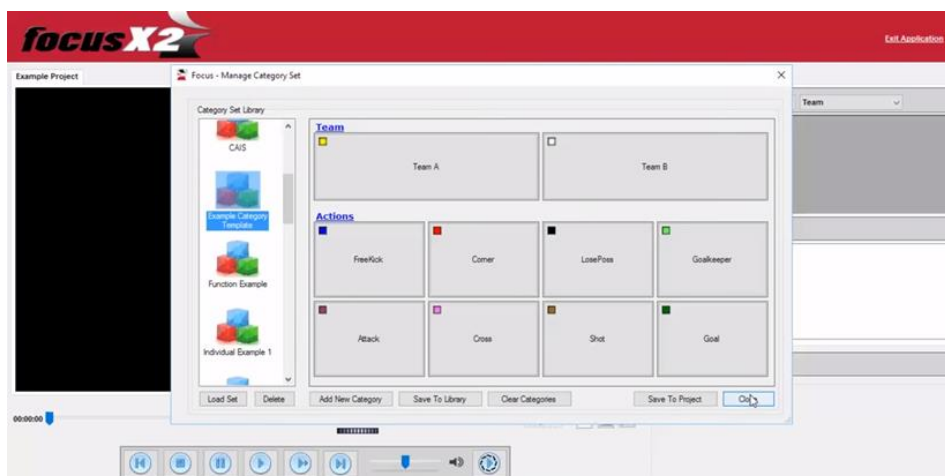 focusX2
Exit Application
Example Project
Focus - Manage Category Set
Team
Category Set Library
CAIS
Example Category
Template
Function Example
Individual Example 1
Team
Team A
Team B
Actions
FreeKick
Corner
LosePoss
Goalkeeper
Attack
Cross
Shot
Goal
Load Set
Delete
Add New Category
Save To Library
Clear Categories
Save To Project
00:00:00